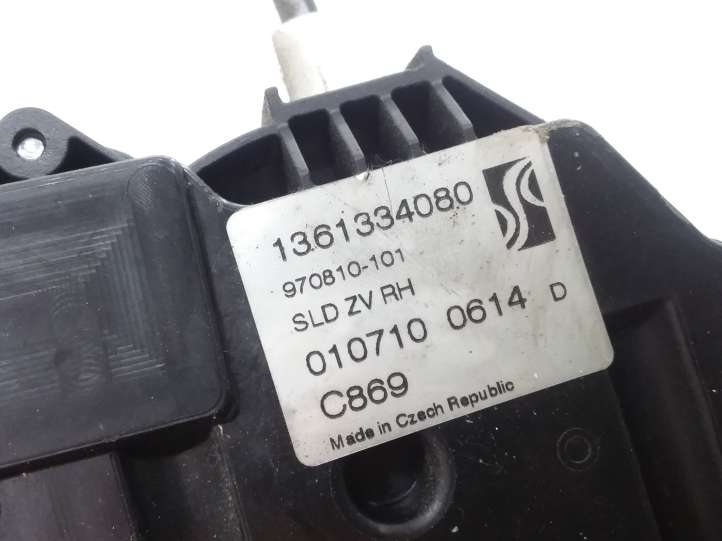 1361334080
970810-101
SLD ZV RH
010710 0614 D
C869
Made in Czech Republic